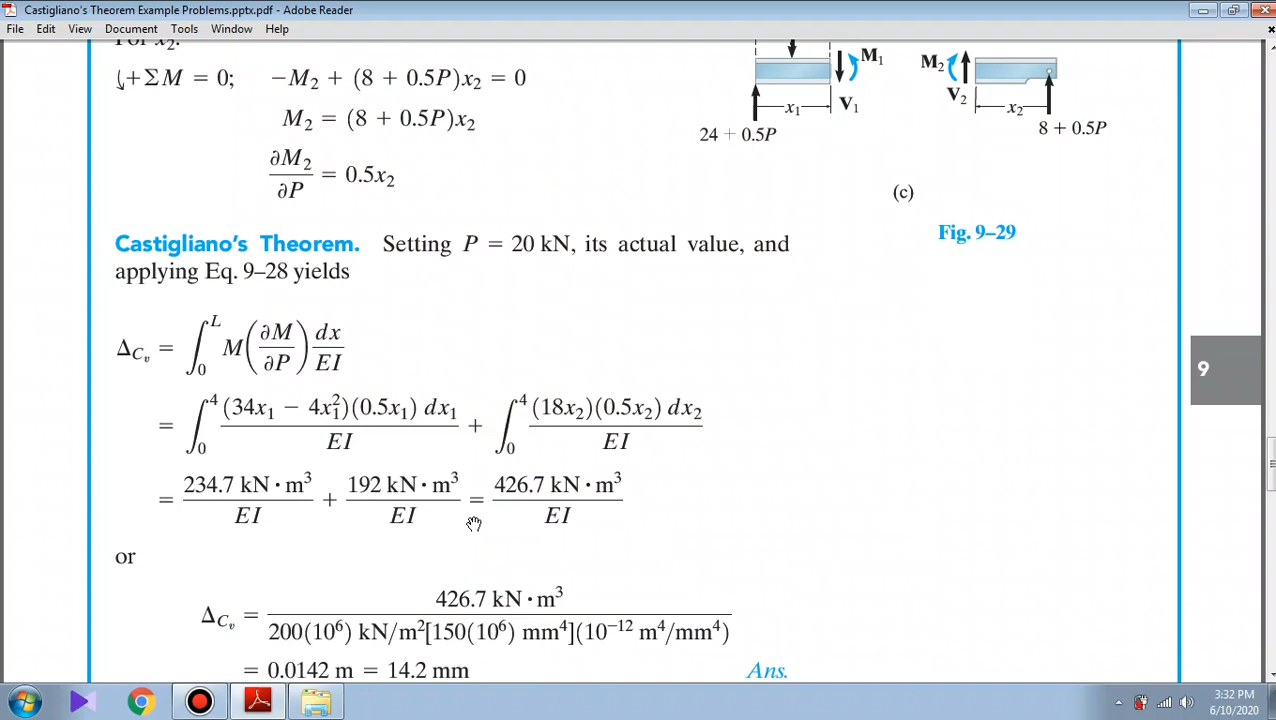 Castigliano's Theorem Example Problems.pptx.pdf - Adobe Reader
File Edit View Document Tools Window Help
For x₂:
↓+ΣM = 0; −M₂ + (8 + 0.5P)x₂ = 0
M₂ = (8 + 0.5P)x₂
∂M₂/∂P = 0.5x₂
M₁ M₂
x₁ V₁ V₂ x₂
24 + 0.5P 8 + 0.5P
(c)
Fig. 9–29
Castigliano's Theorem. Setting P = 20 kN, its actual value, and
applying Eq. 9–28 yields
Δ_Cᵥ = ∫₀ᴸ M(∂M/∂P) dx/EI
= ∫₀⁴ (34x₁ − 4x₁²)(0.5x₁) dx₁/EI + ∫₀⁴ (18x₂)(0.5x₂) dx₂/EI
= 234.7 kN·m³/EI + 192 kN·m³/EI = 426.7 kN·m³/EI
or
Δ_Cᵥ = 426.7 kN·m³/200(10⁶) kN/m²[150(10⁶) mm⁴](10⁻¹² m⁴/mm⁴)
= 0.0142 m = 14.2 mm Ans.
9
3:32 PM
6/10/2020